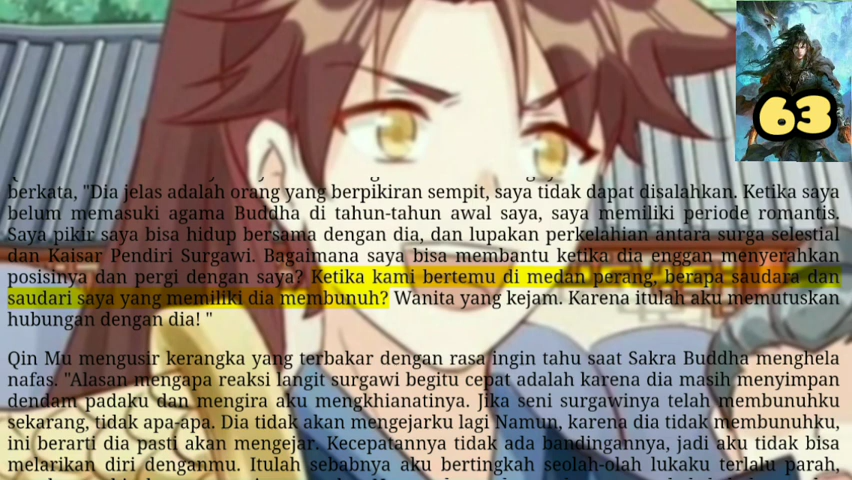 63
berkata, "Dia jelas adalah orang yang berpikiran sempit, saya tidak dapat disalahkan. Ketika saya
belum memasuki agama Buddha di tahun-tahun awal saya, saya memiliki periode romantis.
Saya pikir saya bisa hidup bersama dengan dia, dan lupakan perkelahian antara surga selestial
dan Kaisar Pendiri Surgawi. Bagaimana saya bisa membantu ketika dia enggan menyerahkan
posisinya dan pergi dengan saya? Ketika kami bertemu di medan perang, berapa saudara dan
saudari saya yang memiliki dia membunuh? Wanita yang kejam. Karena itulah aku memutuskan
hubungan dengan dia! "
Qin Mu mengusir kerangka yang terbakar dengan rasa ingin tahu saat Sakra Buddha menghela
nafas. "Alasan mengapa reaksi langit surgawi begitu cepat adalah karena dia masih menyimpan
dendam padaku dan mengira aku mengkhianatinya. Jika seni surgawinya telah membunuhku
sekarang, tidak apa-apa. Dia tidak akan mengejarku lagi Namun, karena dia tidak membunuhku,
ini berarti dia pasti akan mengejar. Kecepatannya tidak ada bandingannya, jadi aku tidak bisa
melarikan diri denganmu. Itulah sebabnya aku bertingkah seolah-olah lukaku terlalu parah,